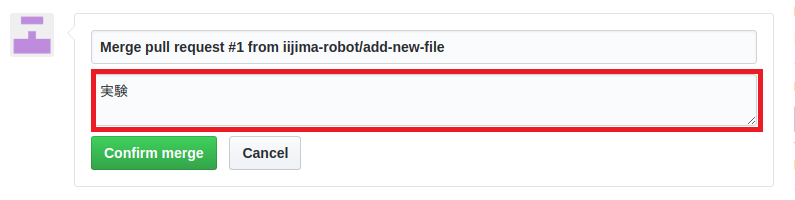 Merge pull request #1 from iijima-robot/add-new-file
実験
Confirm merge
Cancel